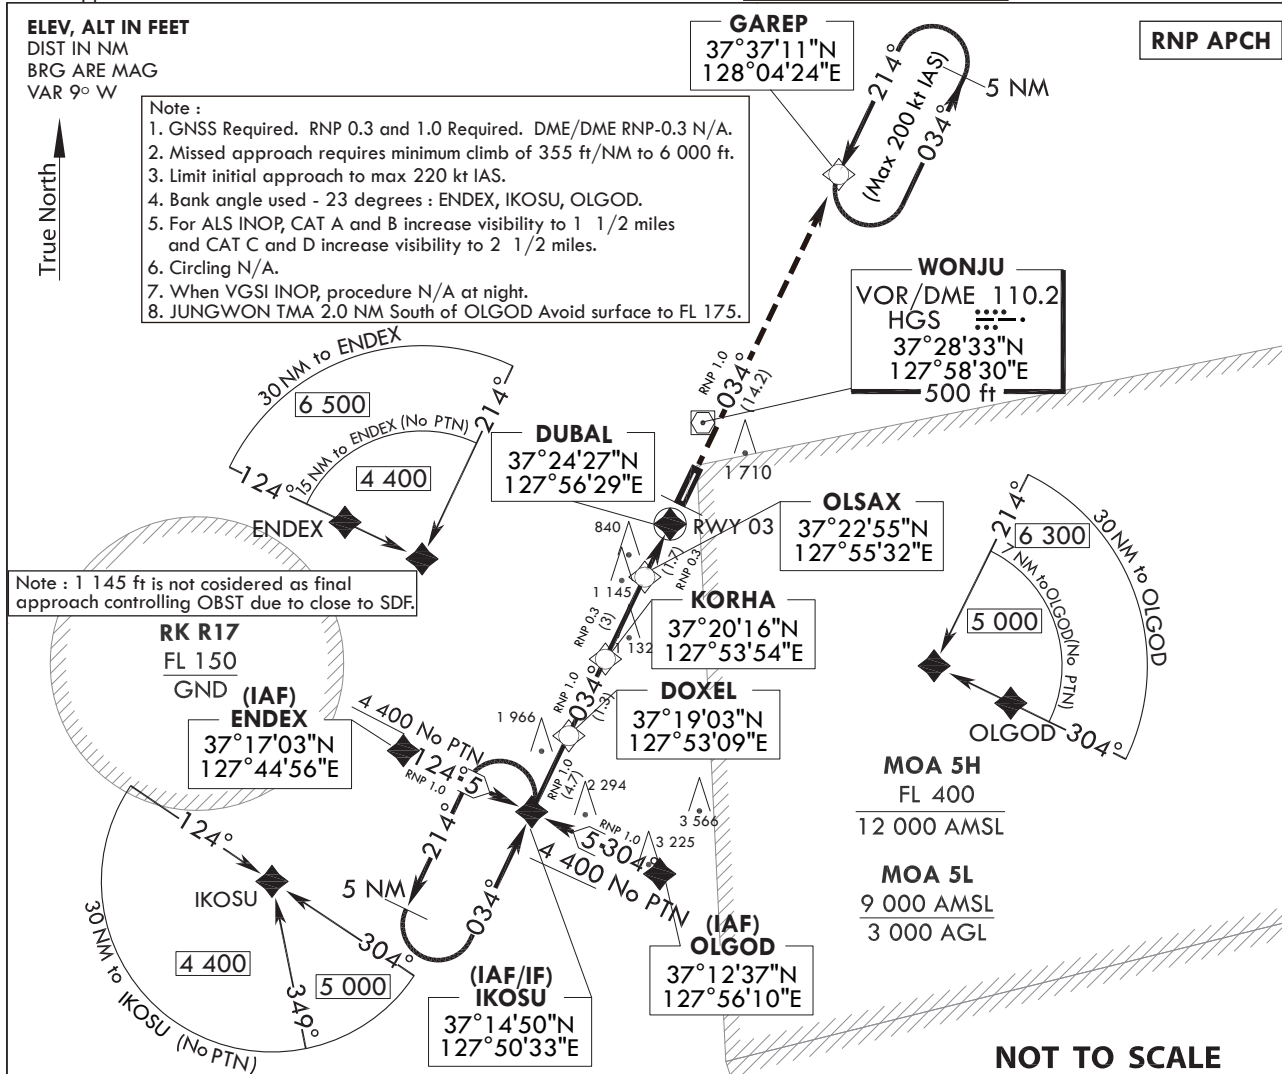 ELEV, ALT IN FEET
DIST IN NM
BRG ARE MAG
VAR 9° W
True North
Note :
1. GNSS Required. RNP 0.3 and 1.0 Required. DME/DME RNP-0.3 N/A.
2. Missed approach requires minimum climb of 355 ft/NM to 6 000 ft.
3. Limit initial approach to max 220 kt IAS.
4. Bank angle used - 23 degrees : ENDEX, IKOSU, OLGOD.
5. For ALS INOP, CAT A and B increase visibility to 1 1/2 miles
and CAT C and D increase visibility to 2 1/2 miles.
6. Circling N/A.
7. When VGSI INOP, procedure N/A at night.
8. JUNGWON TMA 2.0 NM South of OLGOD Avoid surface to FL 175.
GAREP
37°37'11"N
128°04'24"E
RNP APCH
214°
(Max 200 kt IAS)
034°
5 NM
WONJU
VOR/DME 110.2
HGS
37°28'33"N
127°58'30"E
500 ft
RNP 1.0
034°
(14.2)
1 710
30 NM to ENDEX
6 500
15 NM to ENDEX (No PTN)
4 400
214°
124°
ENDEX
DUBAL
37°24'27"N
127°56'29"E
RWY 03
OLSAX
37°22'55"N
127°55'32"E
840
(1.7)
RNP 0.3
1 145
Note : 1 145 ft is not cosidered as final
approach controlling OBST due to close to SDF.
KORHA
37°20'16"N
127°53'54"E
RNP 0.3
(3)
1 132
RK R17
FL 150
GND
DOXEL
37°19'03"N
127°53'09"E
RNP 1.0
034°
(1.3)
1 966
(IAF)
ENDEX
37°17'03"N
127°44'56"E
4 400 No PTN
124°
5
RNP 1.0
RNP 1.0
(4.7)
2 294
3 566
3 225
RNP 1.0
5
304°
4 400 No PTN
214°
034°
5 NM
(IAF)
OLGOD
37°12'37"N
127°56'10"E
(IAF/IF)
IKOSU
37°14'50"N
127°50'33"E
124°
IKOSU
304°
349°
4 400
5 000
30 NM to IKOSU (No PTN)
214°
6 300
30 NM to OLGOD
7 NM to OLGOD (No PTN)
5 000
OLGOD
304°
MOA 5H
FL 400
12 000 AMSL
MOA 5L
9 000 AMSL
3 000 AGL
NOT TO SCALE